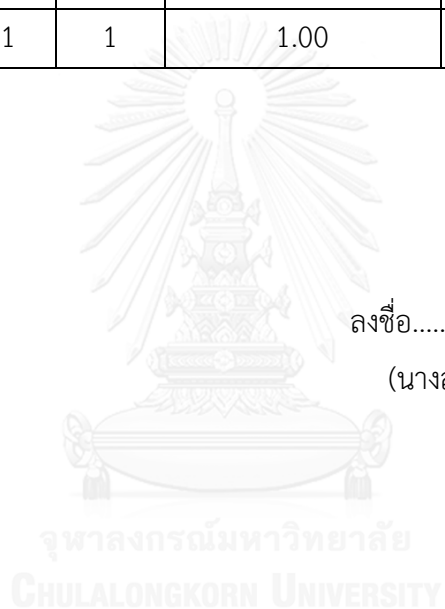 1 1 1.00
ลงชื่อ.....
(นาง
จุฬาลงกรณ์มหาวิทยาลัย
CHULALONGKORN UNIVERSITY